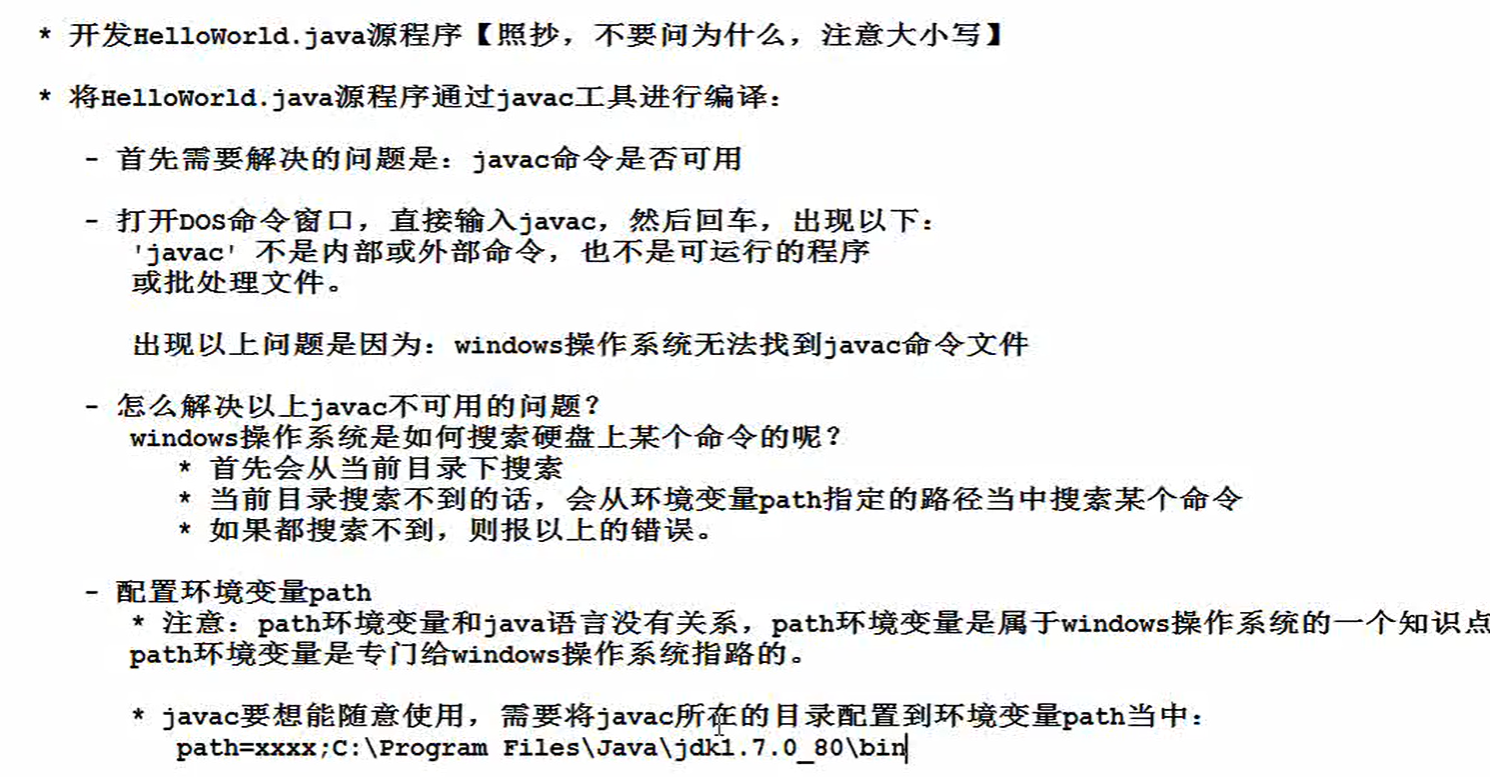 * 开发HelloWorld.java源程序【照抄，不要问为什么，注意大小写】
* 将HelloWorld.java源程序通过javac工具进行编译：
- 首先需要解决的问题是：javac命令是否可用
- 打开DOS命令窗口，直接输入javac，然后回车，出现以下：
'javac' 不是内部或外部命令，也不是可运行的程序
或批处理文件。
出现以上问题是因为：windows操作系统无法找到javac命令文件
- 怎么解决以上javac不可用的问题？
windows操作系统是如何搜索硬盘上某个命令的呢？
* 首先会从当前目录下搜索
* 当前目录搜索不到的话，会从环境变量path指定的路径当中搜索某个命令
* 如果都搜索不到，则报以上的错误。
- 配置环境变量path
* 注意：path环境变量和java语言没有关系，path环境变量是属于windows操作系统的一个知识点
path环境变量是专门给windows操作系统指路的。
* javac要想能随意使用，需要将javac所在的目录配置到环境变量path当中：
path=xxxx;C:\Program Files\Java\jdk1.7.0_80\bin